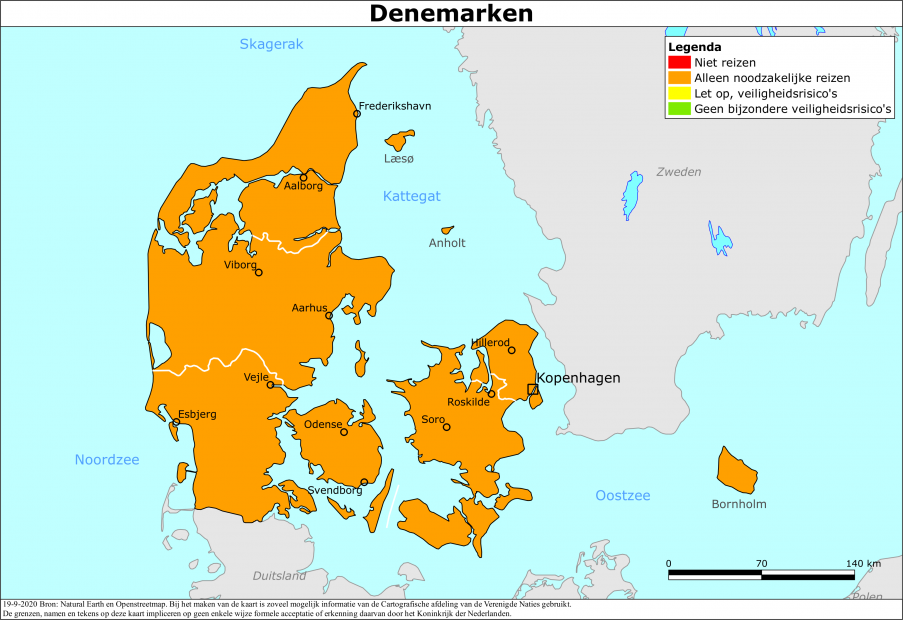 Denemarken
Skagerak
Legenda
Niet reizen
Alleen noodzakelijke reizen
Let op, veiligheidsrisico's
Geen bijzondere veiligheidsrisico's
Frederikshavn
Læsø
Zweden
Aalborg
Kattegat
Anholt
Viborg
Aarhus
Hillerod
Vejle
Kopenhagen
Roskilde
Esbjerg
Soro
Odense
Noordzee
Svendborg
Oostzee
Bornholm
0 70 140 km
Duitsland
Polen
19-9-2020 Bron: Natural Earth en Openstreetmap. Bij het maken van de kaart is zoveel mogelijk informatie van de Cartografische afdeling van de Verenigde Naties gebruikt.
De grenzen, namen en tekens op deze kaart impliceren op geen enkele wijze formele acceptatie of erkenning daarvan door het Koninkrijk der Nederlanden.